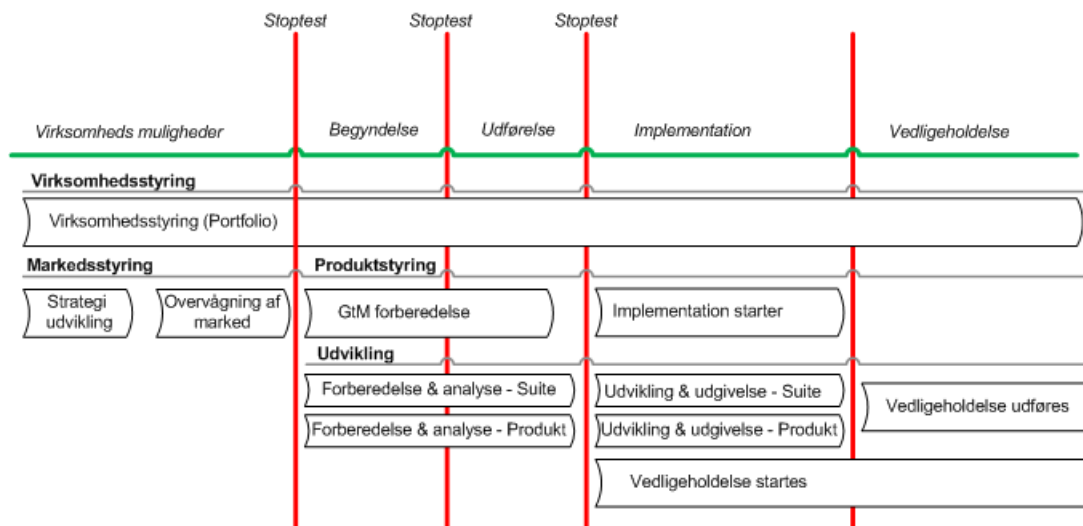 Stoptest
Stoptest
Stoptest
Virksomheds muligheder
Begyndelse
Udførelse
Implementation
Vedligeholdelse
Virksomhedsstyring
Virksomhedsstyring (Portfolio)
Markedsstyring
Produktstyring
Strategi
udvikling
Overvågning af
marked
GtM forberedelse
Implementation starter
Udvikling
Forberedelse & analyse - Suite
Udvikling & udgivelse - Suite
Vedligeholdelse udføres
Forberedelse & analyse - Produkt
Udvikling & udgivelse - Produkt
Vedligeholdelse startes